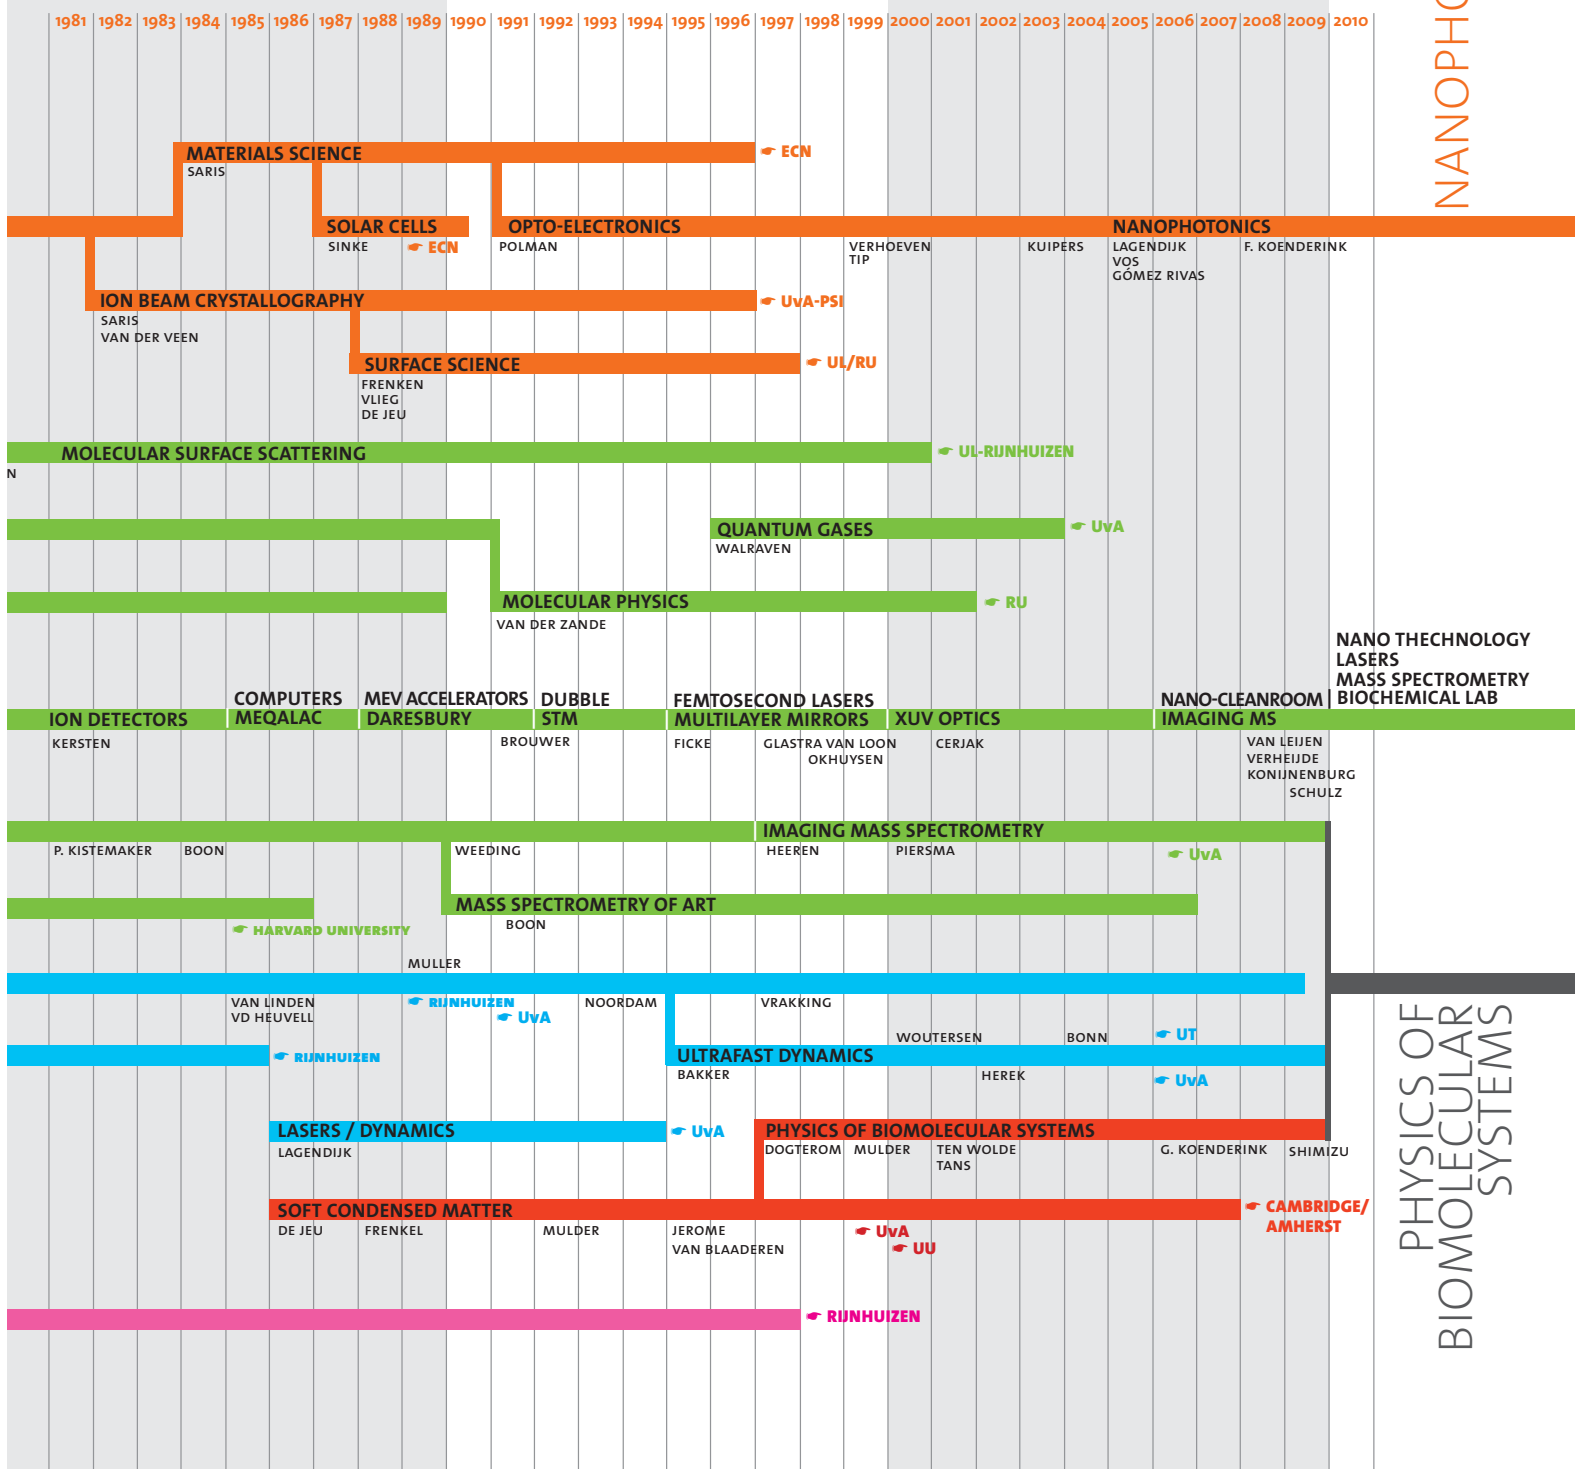 1981 1982 1983 1984 1985 1986 1987 1988 1989 1990 1991 1992 1993 1994 1995 1996 1997 1998 1999 2000 2001 2002 2003 2004 2005 2006 2007 2008 2009 2010
NANOPHO
MATERIALS SCIENCE
☛ ECN
SARIS
SOLAR CELLS
OPTO-ELECTRONICS
NANOPHOTONICS
SINKE
☛ ECN
POLMAN
VERHOEVEN
TIP
KUIPERS
LAGENDIJK
VOS
GÓMEZ RIVAS
F. KOENDERINK
ION BEAM CRYSTALLOGRAPHY
☛ UvA-PSI
SARIS
VAN DER VEEN
SURFACE SCIENCE
☛ UL/RU
FRENKEN
VLIEG
DE JEU
MOLECULAR SURFACE SCATTERING
☛ UL-RIJNHUIZEN
N
QUANTUM GASES
☛ UvA
WALRAVEN
MOLECULAR PHYSICS
☛ RU
VAN DER ZANDE
NANO THECHNOLOGY
LASERS
MASS SPECTROMETRY
BIOCHEMICAL LAB
COMPUTERS
MEV ACCELERATORS
DUBBLE
FEMTOSECOND LASERS
NANO-CLEANROOM
ION DETECTORS
MEQALAC
DARESBURY
STM
MULTILAYER MIRRORS
XUV OPTICS
IMAGING MS
KERSTEN
BROUWER
FICKE
GLASTRA VAN LOON
OKHUYSEN
CERJAK
VAN LEIJEN
VERHEIJDE
KONIJNENBURG
SCHULZ
IMAGING MASS SPECTROMETRY
P. KISTEMAKER
BOON
WEEDING
HEEREN
PIERSMA
☛ UvA
MASS SPECTROMETRY OF ART
BOON
☛ HARVARD UNIVERSITY
MULLER
VAN LINDEN
VD HEUVELL
☛ RIJNHUIZEN
☛ UvA
NOORDAM
VRAKKING
WOUTERSEN
BONN
☛ UT
☛ RIJNHUIZEN
ULTRAFAST DYNAMICS
BAKKER
HEREK
☛ UvA
LASERS / DYNAMICS
☛ UvA
LAGENDIJK
PHYSICS OF BIOMOLECULAR SYSTEMS
DOGTEROM
MULDER
TEN WOLDE
TANS
G. KOENDERINK
SHIMIZU
SOFT CONDENSED MATTER
☛ CAMBRIDGE/
AMHERST
DE JEU
FRENKEL
MULDER
JEROME
VAN BLAADEREN
☛ UvA
☛ UU
☛ RIJNHUIZEN
PHYSICS OF
BIOMOLECULAR
SYSTEMS